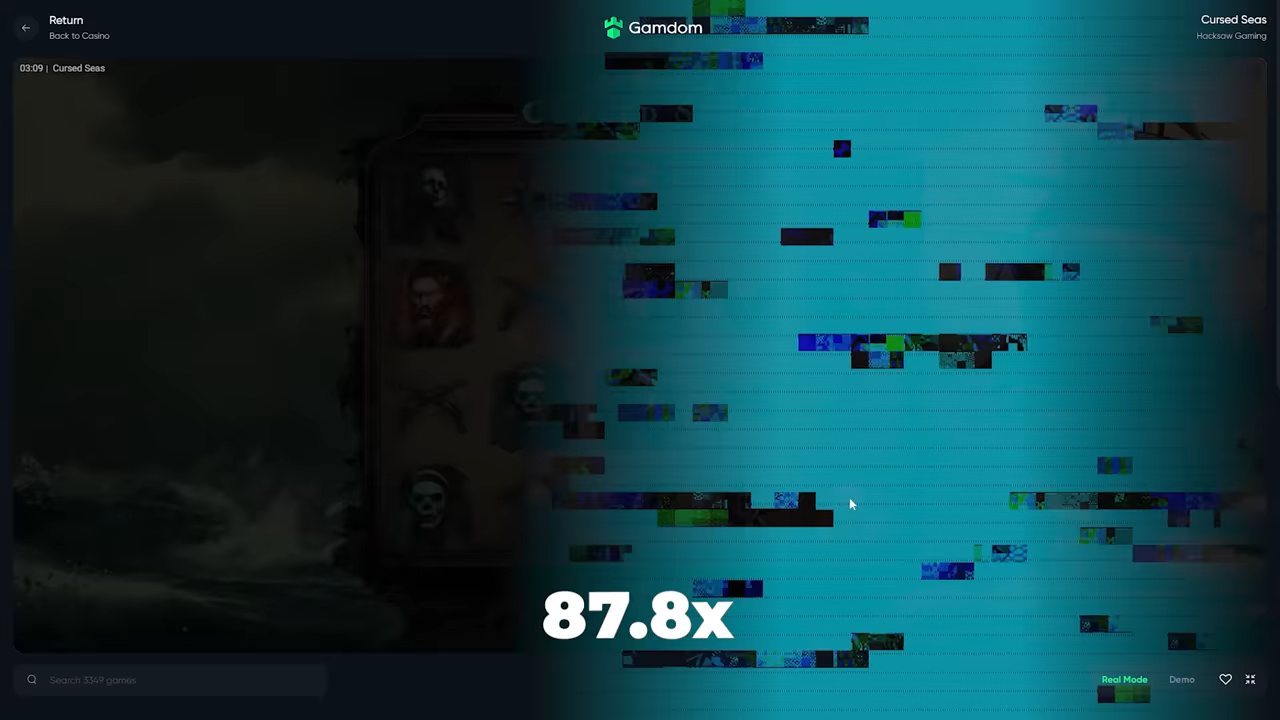 Return
Back to Casino
Gamdom
Cursed Seas
Hacksaw Gaming
03:09 | Cursed Seas
87.8x
Search 3349 games
Real Mode
Demo